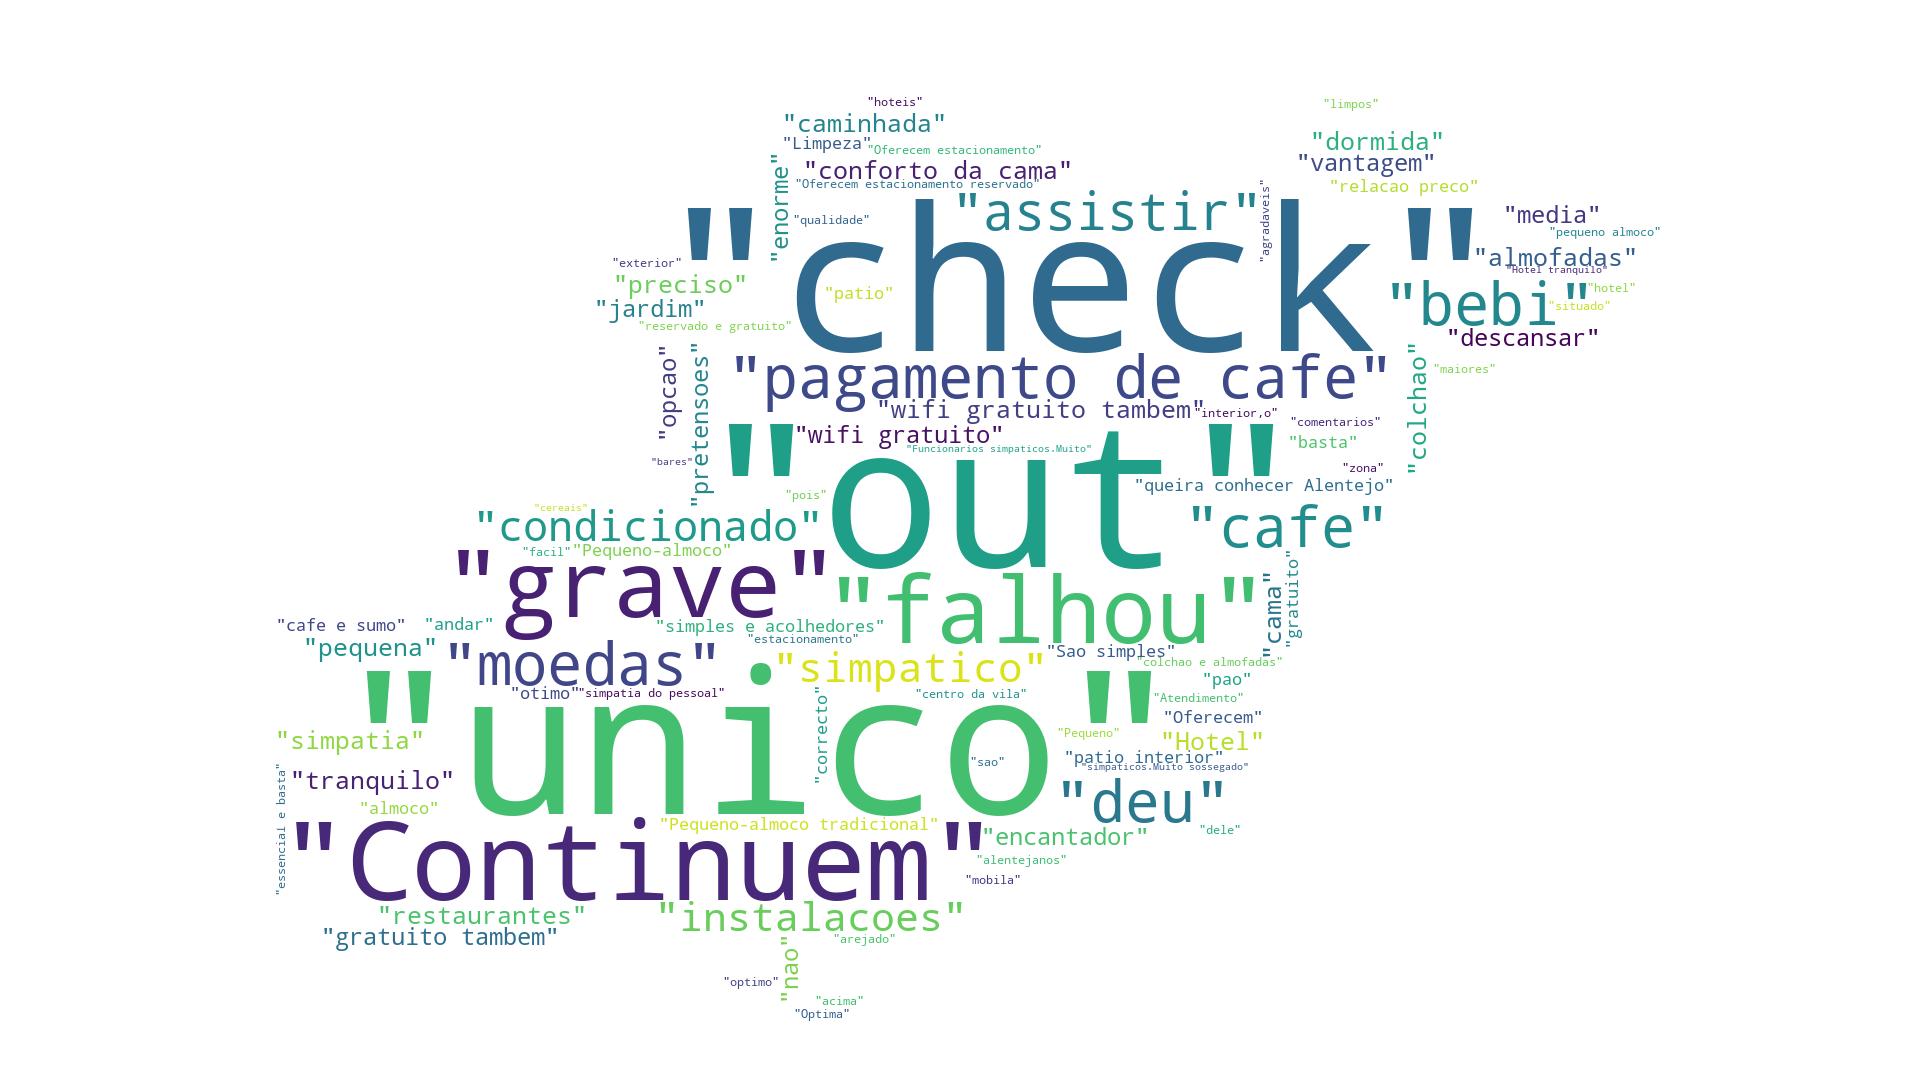 "hoteis"
"limpos"
"caminhada"
"Limpeza"
"Oferecem estacionamento"
"dormida"
"vantagem"
"enorme"
"conforto da cama"
"Oferecem estacionamento reservado"
"agradaveis"
"relacao preco"
"qualidade"
"assistir"
"media"
"pequeno almoco"
"check"
"exterior"
"almofadas"
"Hotel tranquilo"
"preciso"
"patio"
"bebi"
"hotel"
"situado"
"jardim"
"reservado e gratuito"
"descansar"
"opcao"
"pretensoes"
"pagamento de cafe"
"colchao"
"maiores"
"wifi gratuito tambem"
"interior,o"
"comentarios"
"wifi gratuito"
"basta"
"Funcionarios simpaticos.Muito"
"bares"
"zona"
"out"
"queira conhecer Alentejo"
"pois"
"cereais"
"condicionado"
"cafe"
"facil"
"Pequeno-almoco"
"grave"
"falhou"
"cama"
"gratuito"
"cafe e sumo"
"andar"
"simples e acolhedores"
"estacionamento"
"pequena"
"moedas"
"simpatico"
"Sao simples"
"colchao e almofadas"
"pao"
"otimo"
"simpatia do pessoal"
"correcto"
"centro da vila"
"Atendimento"
"Oferecem"
"unico"
"simpatia"
"Pequeno"
"Hotel"
"patio interior"
"sao"
"simpaticos.Muito sossegado"
"essencial e basta"
"tranquilo"
"deu"
"almoco"
"Pequeno-almoco tradicional"
"dele"
"encantador"
"Continuem"
"alentejanos"
"mobila"
"restaurantes"
"instalacoes"
"gratuito tambem"
"nao"
"arejado"
"optimo"
"acima"
"Optima"